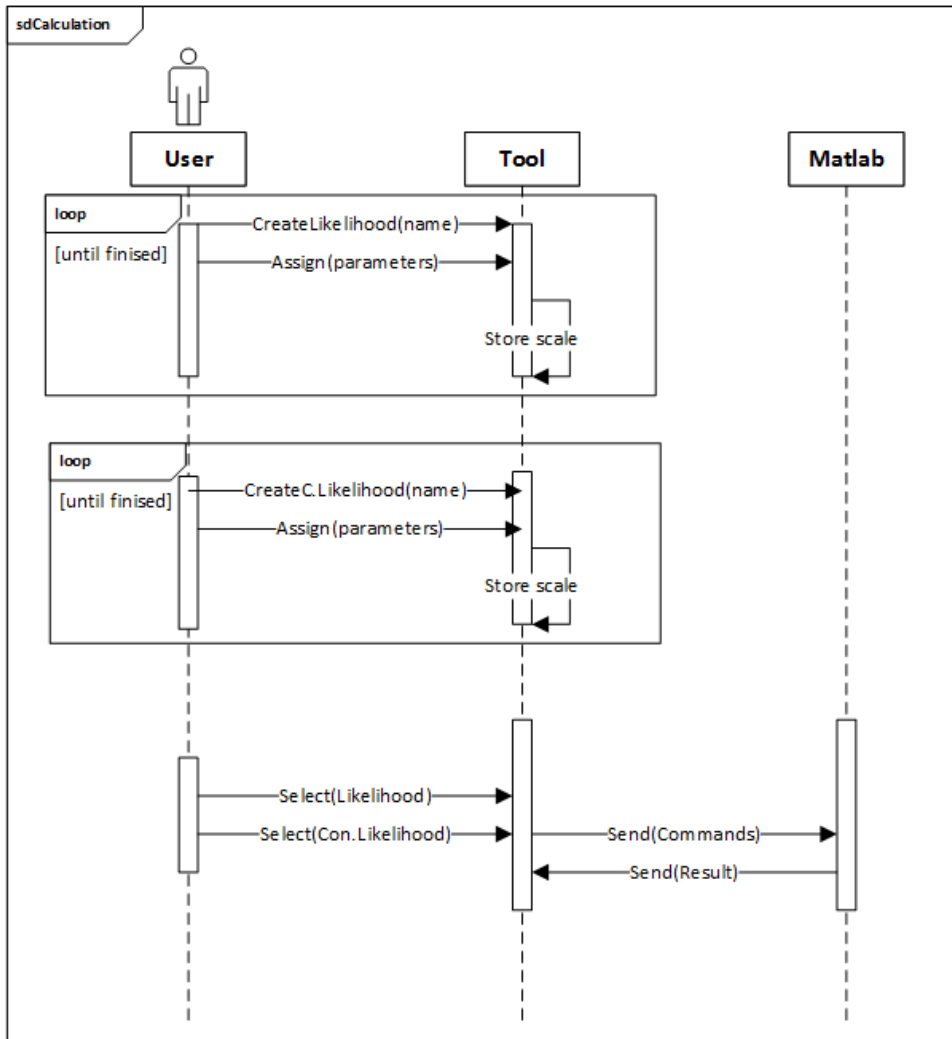 sdCalculation
User
Tool
Matlab
loop
[until finised]
CreateLikelihood(name)
Assign(parameters)
Store scale
loop
[until finised]
CreateC.Likelihood(name)
Assign(parameters)
Store scale
Select(Likelihood)
Select(Con.Likelihood)
Send(Commands)
Send(Result)